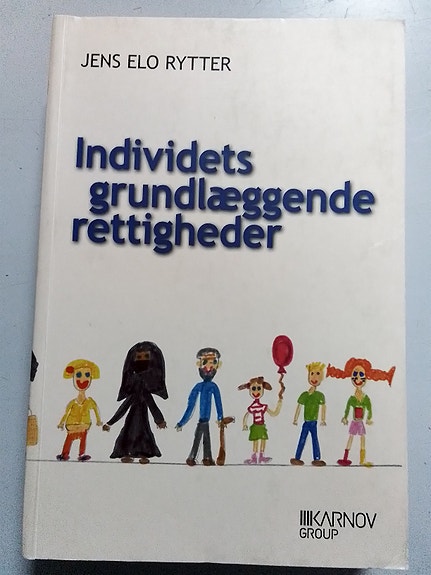 JENS ELO RYTTER
Individets
grundlæggende
rettigheder
KARNOV
GROUP